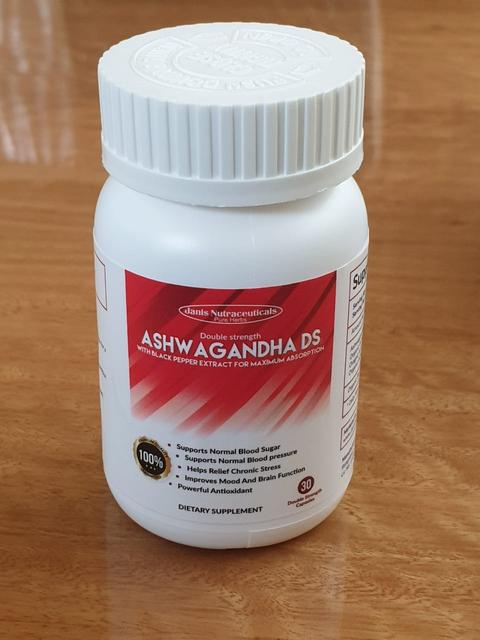 Janis Nutraceuticals
Pure Herbs
Double strength
ASHWAGANDHA DS
WITH BLACK PEPPER EXTRACT FOR MAXIMUM ABSORPTION
• Supports Normal Blood Sugar
• Supports Normal Blood pressure
• Helps Relief Chronic Stress
• Improves Mood And Brain Function
• Powerful Antioxidant
100%
30
Double Strength
Capsules
DIETARY SUPPLEMENT